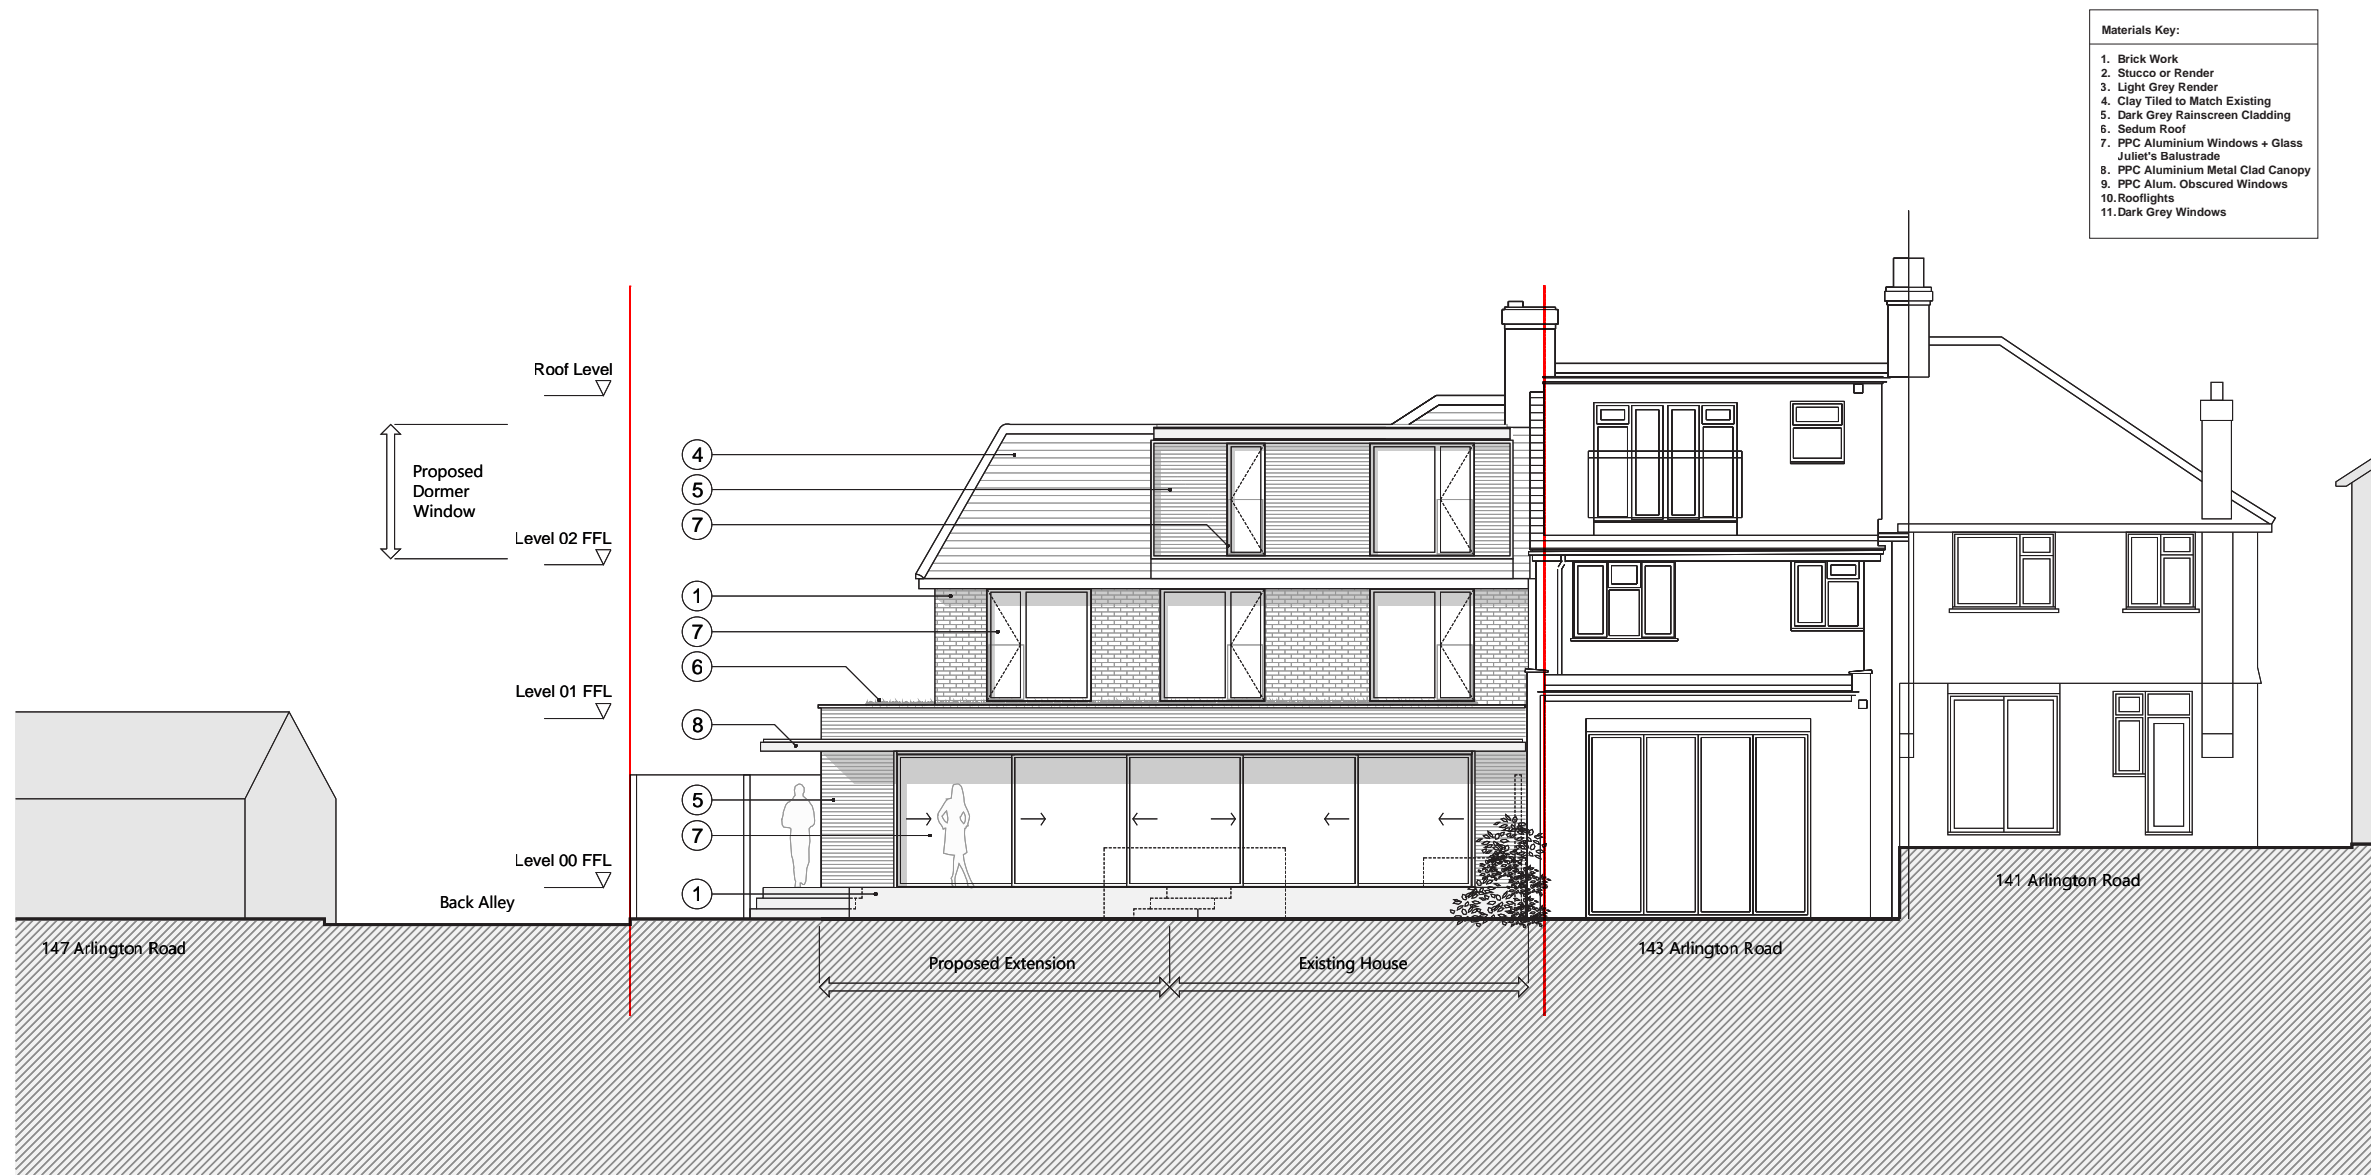 Materials Key:
1. Brick Work
2. Stucco or Render
3. Light Grey Render
4. Clay Tiled to Match Existing
5. Dark Grey Rainscreen Cladding
6. Sedum Roof
7. PPC Aluminium Windows + Glass
Juliet's Balustrade
8. PPC Aluminium Metal Clad Canopy
9. PPC Alum. Obscured Windows
10. Rooflights
11. Dark Grey Windows
Roof Level
Proposed
Dormer
Window
Level 02 FFL
Level 01 FFL
Level 00 FFL
Back Alley
4
5
7
1
7
6
8
5
7
1
147 Arlington Road
Proposed Extension
Existing House
143 Arlington Road
141 Arlington Road